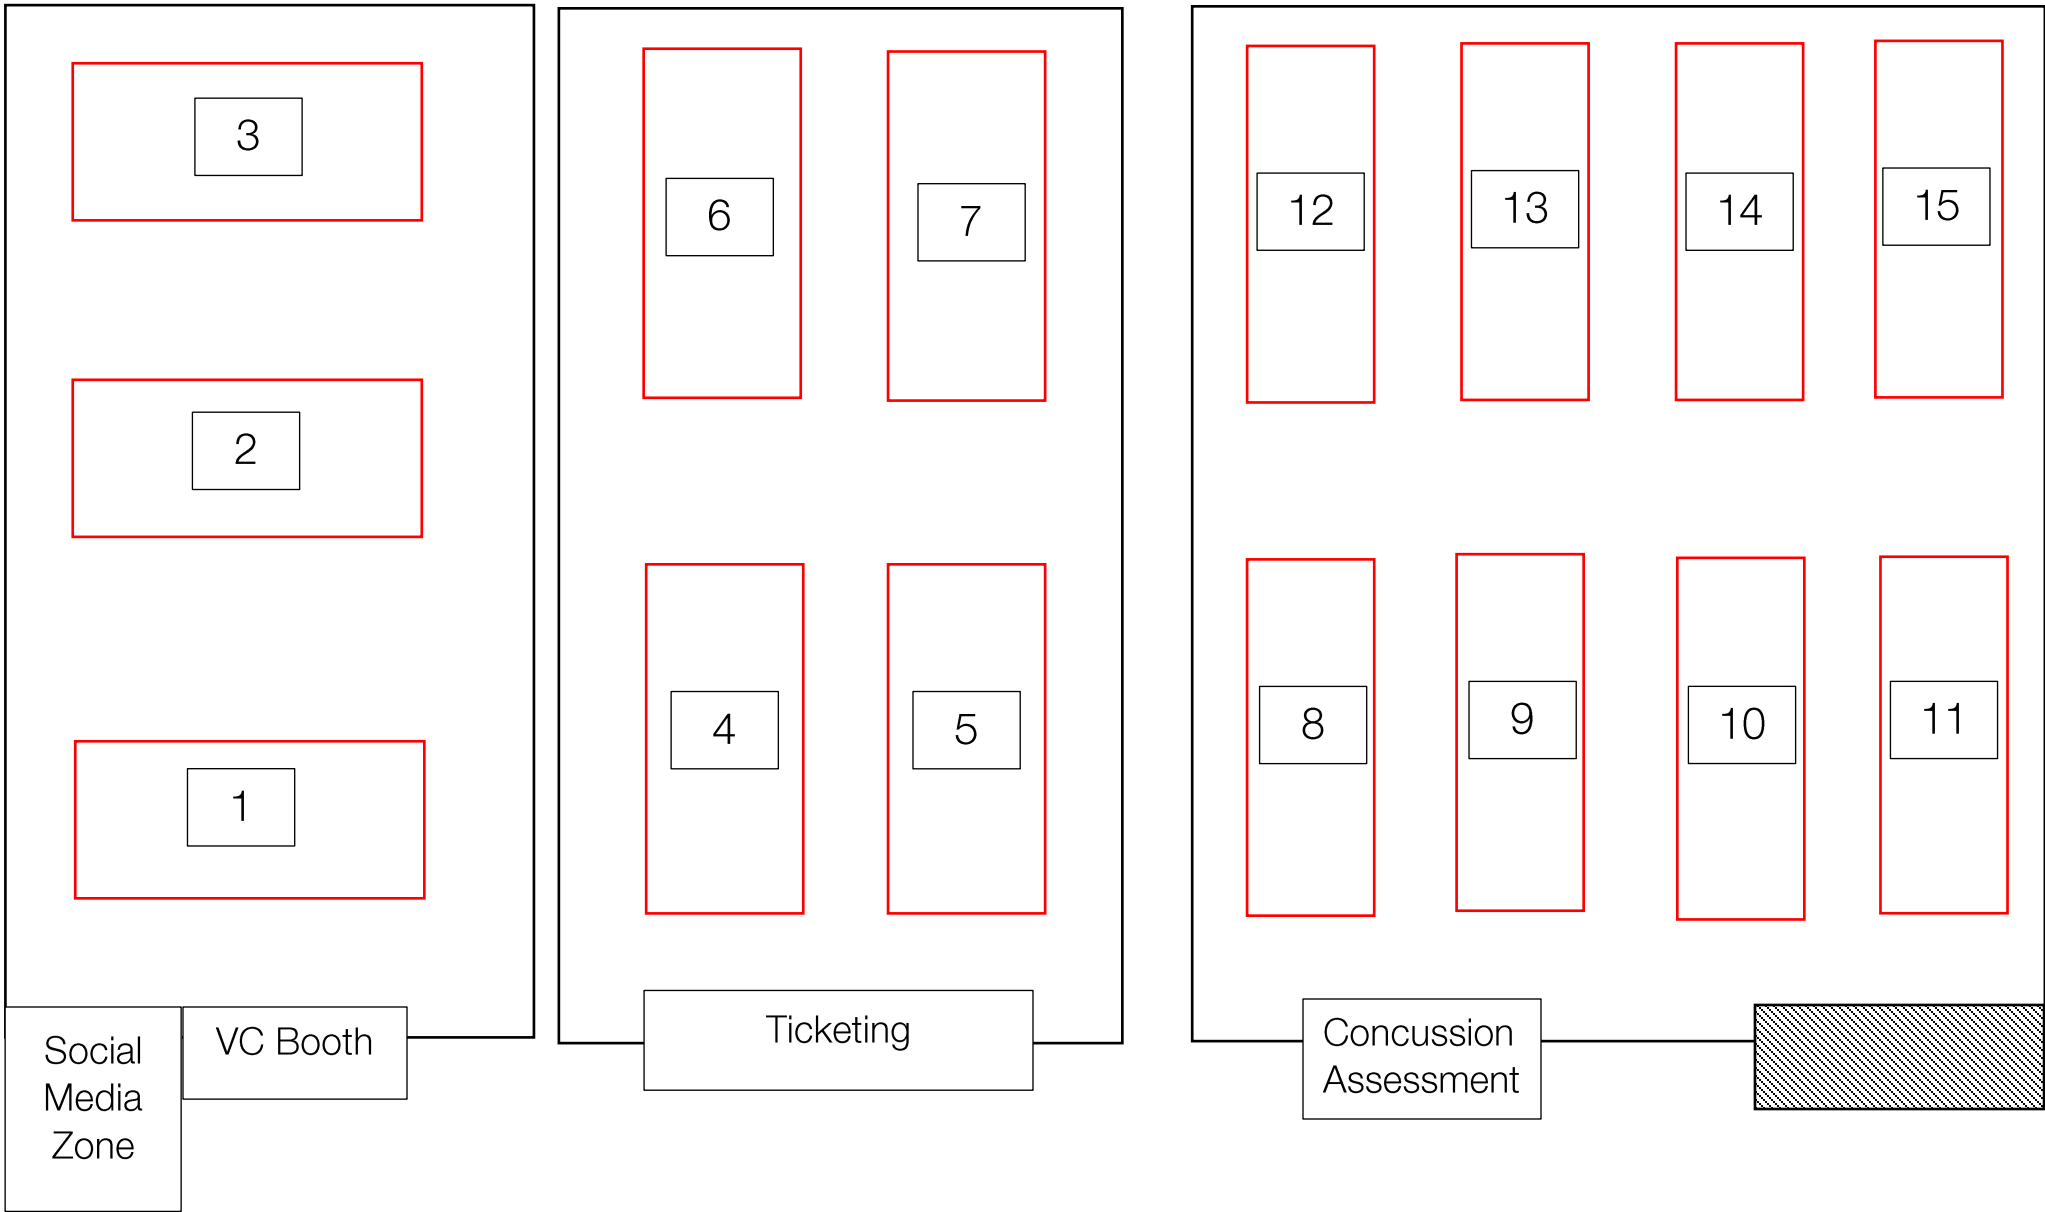 3
2
1
Social
Media
Zone
VC Booth
6
7
4
5
Ticketing
12
13
14
15
8
9
10
11
Concussion
Assessment